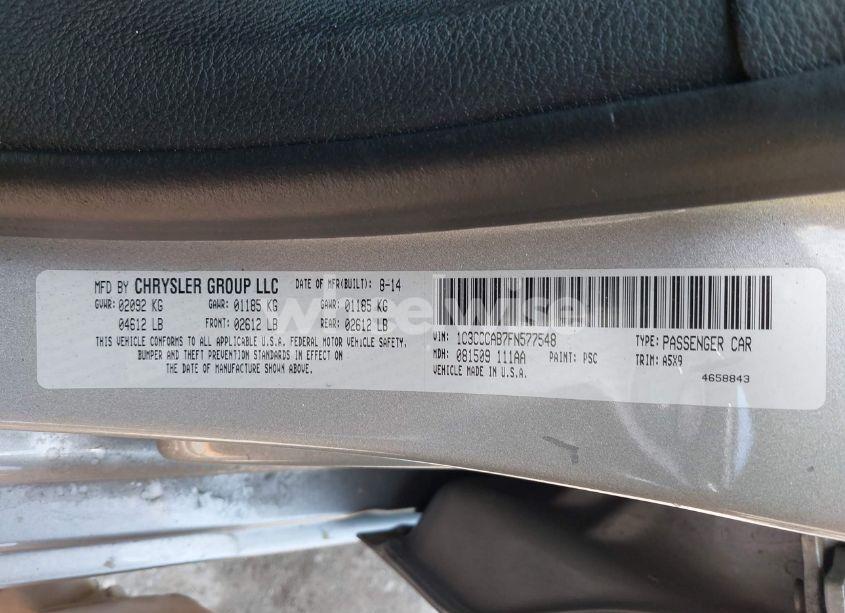 MFD BY CHRYSLER GROUP LLC DATE OF MFR(BUILT): 8-14
GVWR: 02092 KG GAWR: 01185 KG GAWR: 01185 KG
04612 LB FRONT: 02612 LB REAR: 02612 LB
THIS VEHICLE CONFORMS TO ALL APPLICABLE U.S.A. FEDERAL MOTOR VEHICLE SAFETY,
BUMPER AND THEFT PREVENTION STANDARDS IN EFFECT ON
THE DATE OF MANUFACTURE SHOWN ABOVE.
VIN: 1C3CCCAB7FN577548 TYPE: PASSENGER CAR
MDH: 081509 111AA PAINT: PSC TRIM: A5X9
VEHICLE MADE IN U.S.A. 4658843
wise